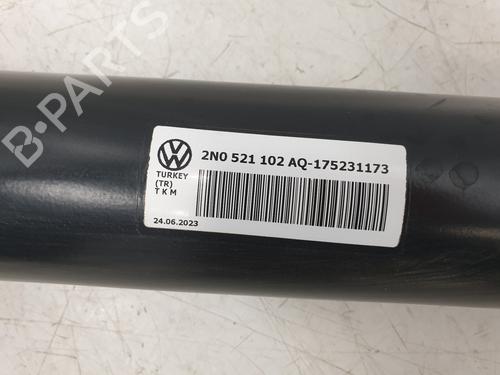 B-PARTS
2N0 521 102 AQ-175231173
TURKEY
(TR)
T K M
24.06.2023